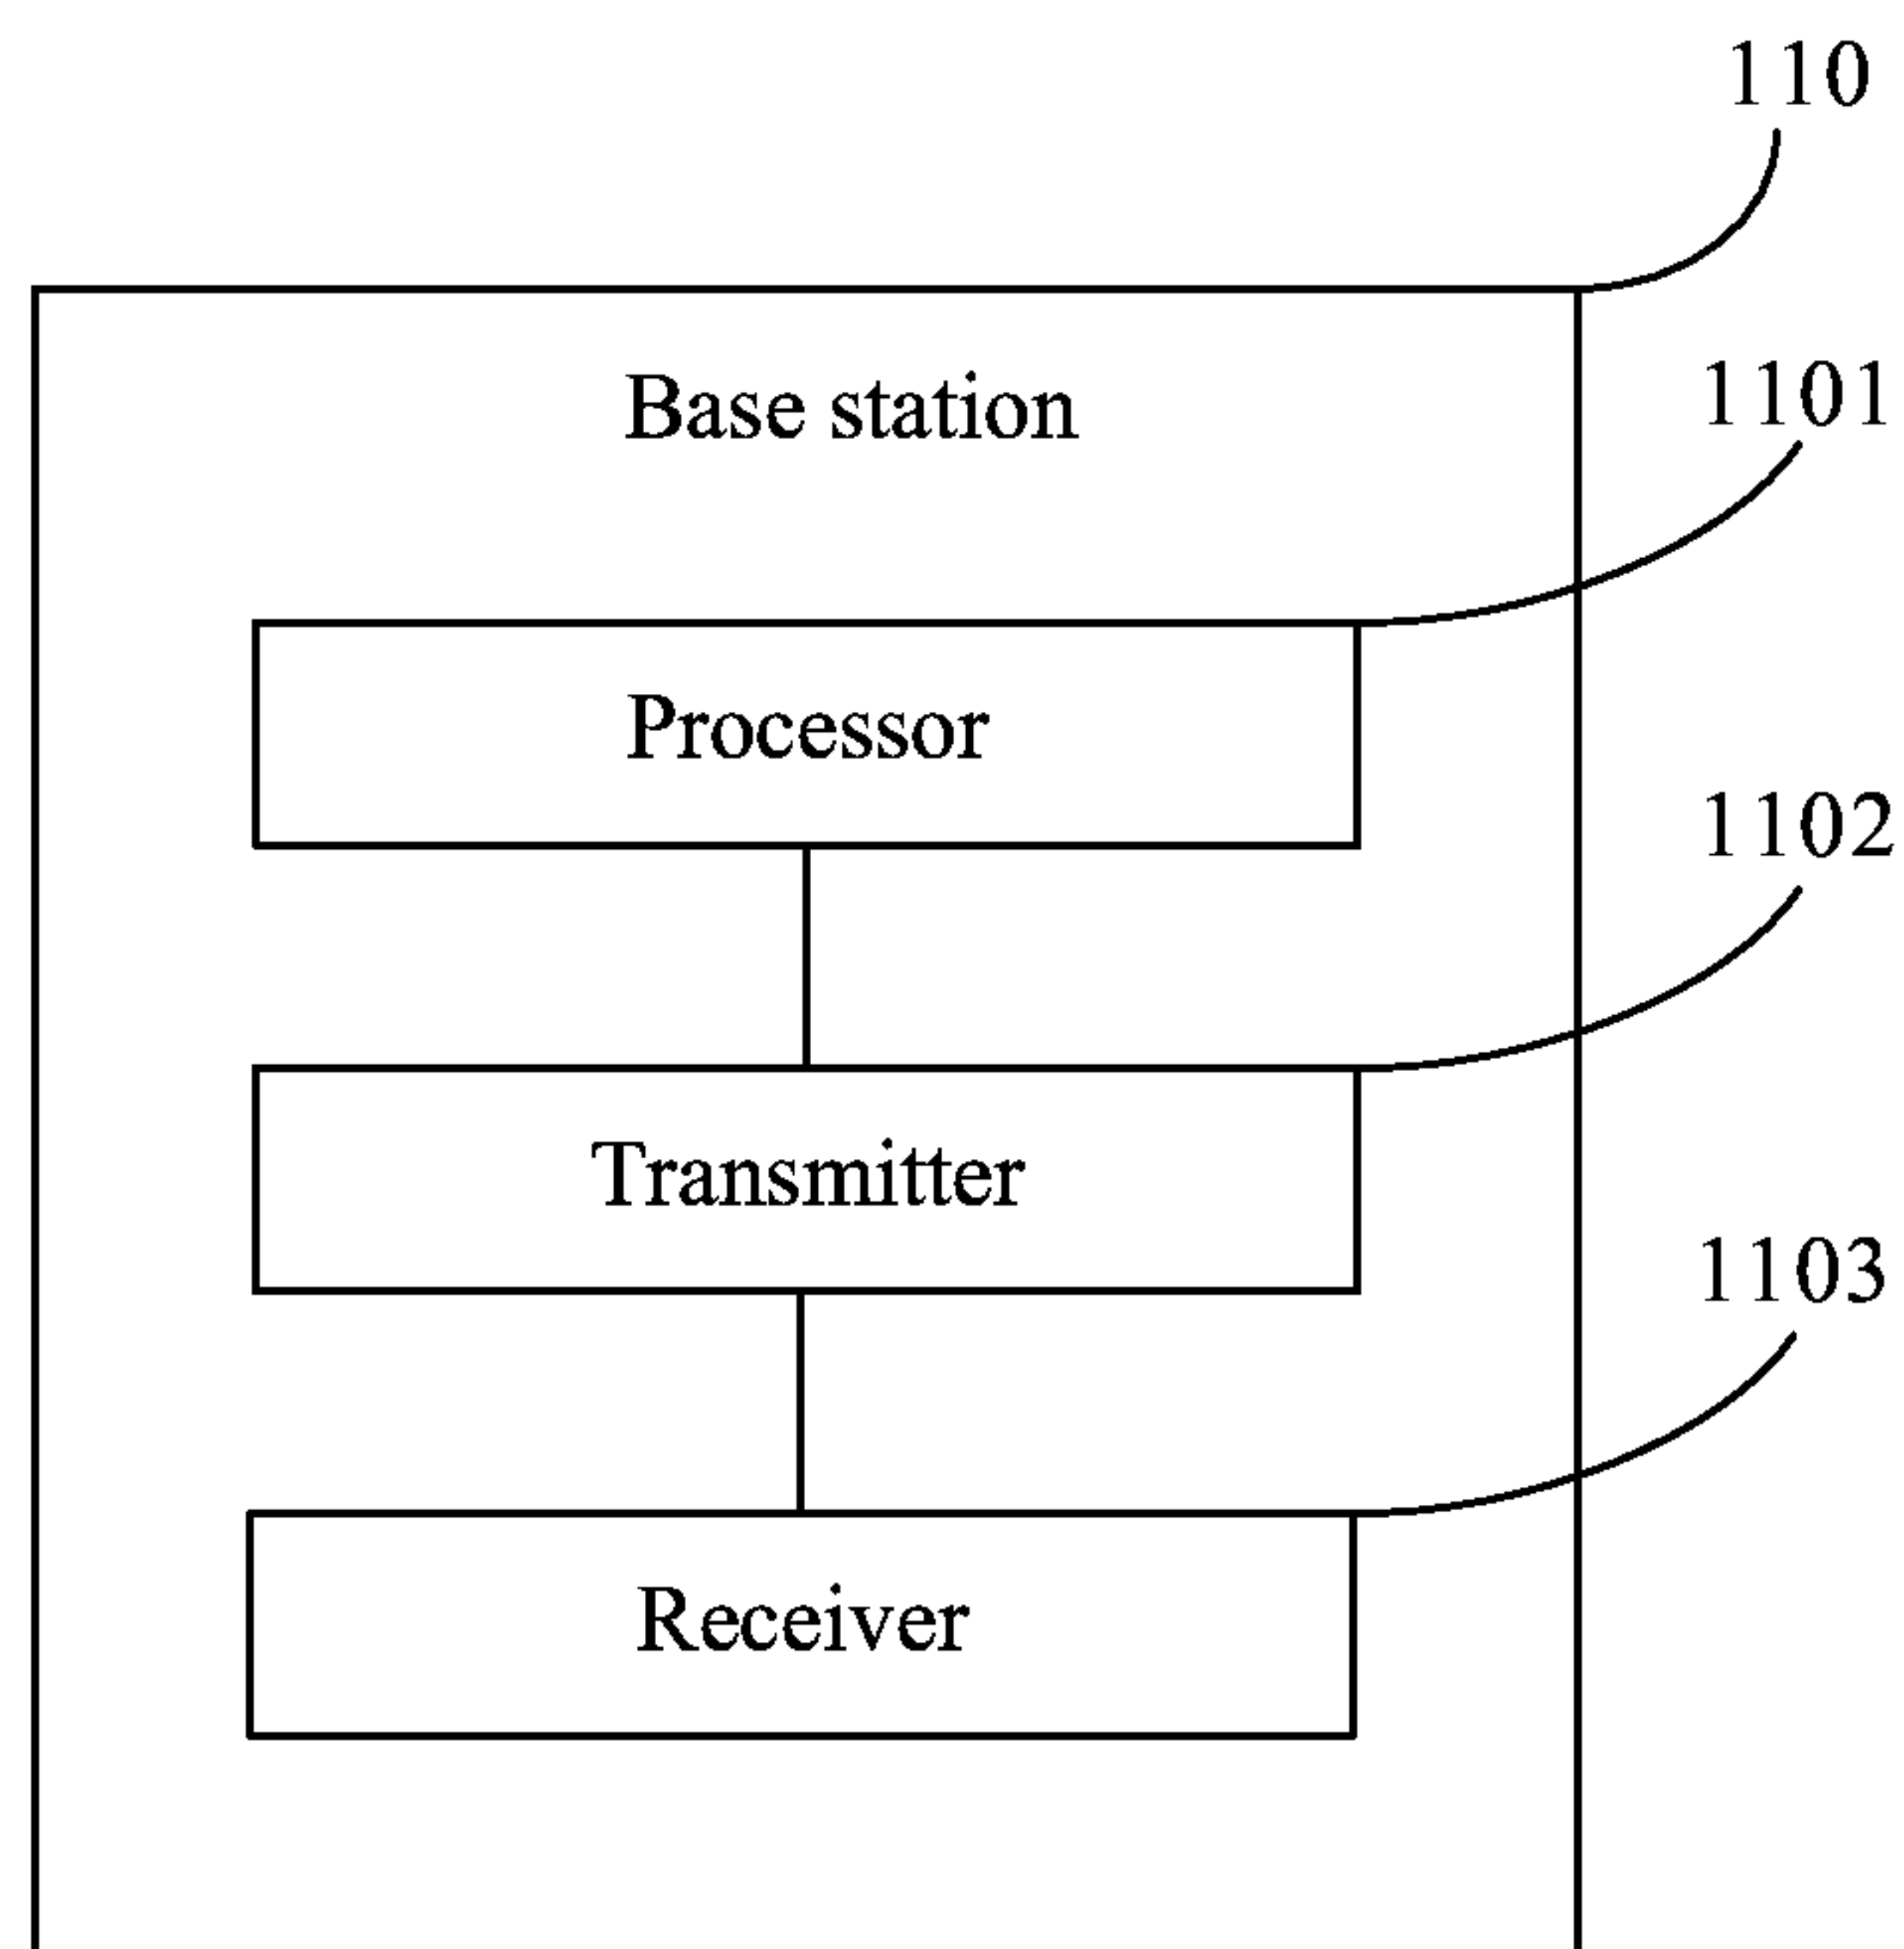 110
Base station
1101
Processor
1102
Transmitter
1103
Receiver